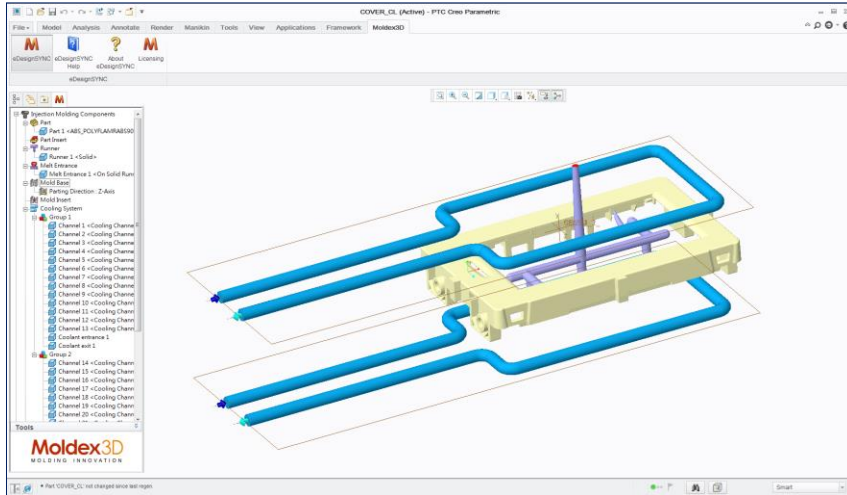 COVER_CL (Active) - PTC Creo Parametric
File Model Analysis Annotate Render Manikin Tools View Applications Framework Moldex3D
eDesignSYNC eDesignSYNC Help About eDesignSYNC Licensing
eDesignSYNC
Injection Molding Components
Part
Part 1 <ABS_POLYFLAMRABS90
Part Insert
Runner
Runner 1 <Solid>
Melt Entrance
Melt Entrance 1 <On Solid Run
Mold Base
Parting Direction: Z-Axis
Mold Insert
Cooling System
Group 1
Channel 1 <Cooling Channe
Channel 2 <Cooling Channe
Channel 3 <Cooling Channe
Channel 4 <Cooling Channe
Channel 5 <Cooling Channe
Channel 6 <Cooling Channe
Channel 7 <Cooling Channe
Channel 8 <Cooling Channe
Channel 9 <Cooling Channe
Channel 10 <Cooling Chann
Channel 11 <Cooling Chann
Channel 12 <Cooling Chann
Channel 13 <Cooling Chann
Coolant entrance 1
Coolant exit 1
Group 2
Channel 14 <Cooling Chann
Channel 15 <Cooling Chann
Channel 16 <Cooling Chann
Channel 17 <Cooling Chann
Channel 18 <Cooling Chann
Channel 19 <Cooling Chann
Channel 20 <Cooling Chann
Tools
Moldex3D
MOLDING INNOVATION
Part 'COVER_CL' not changed since last regen.
Smart